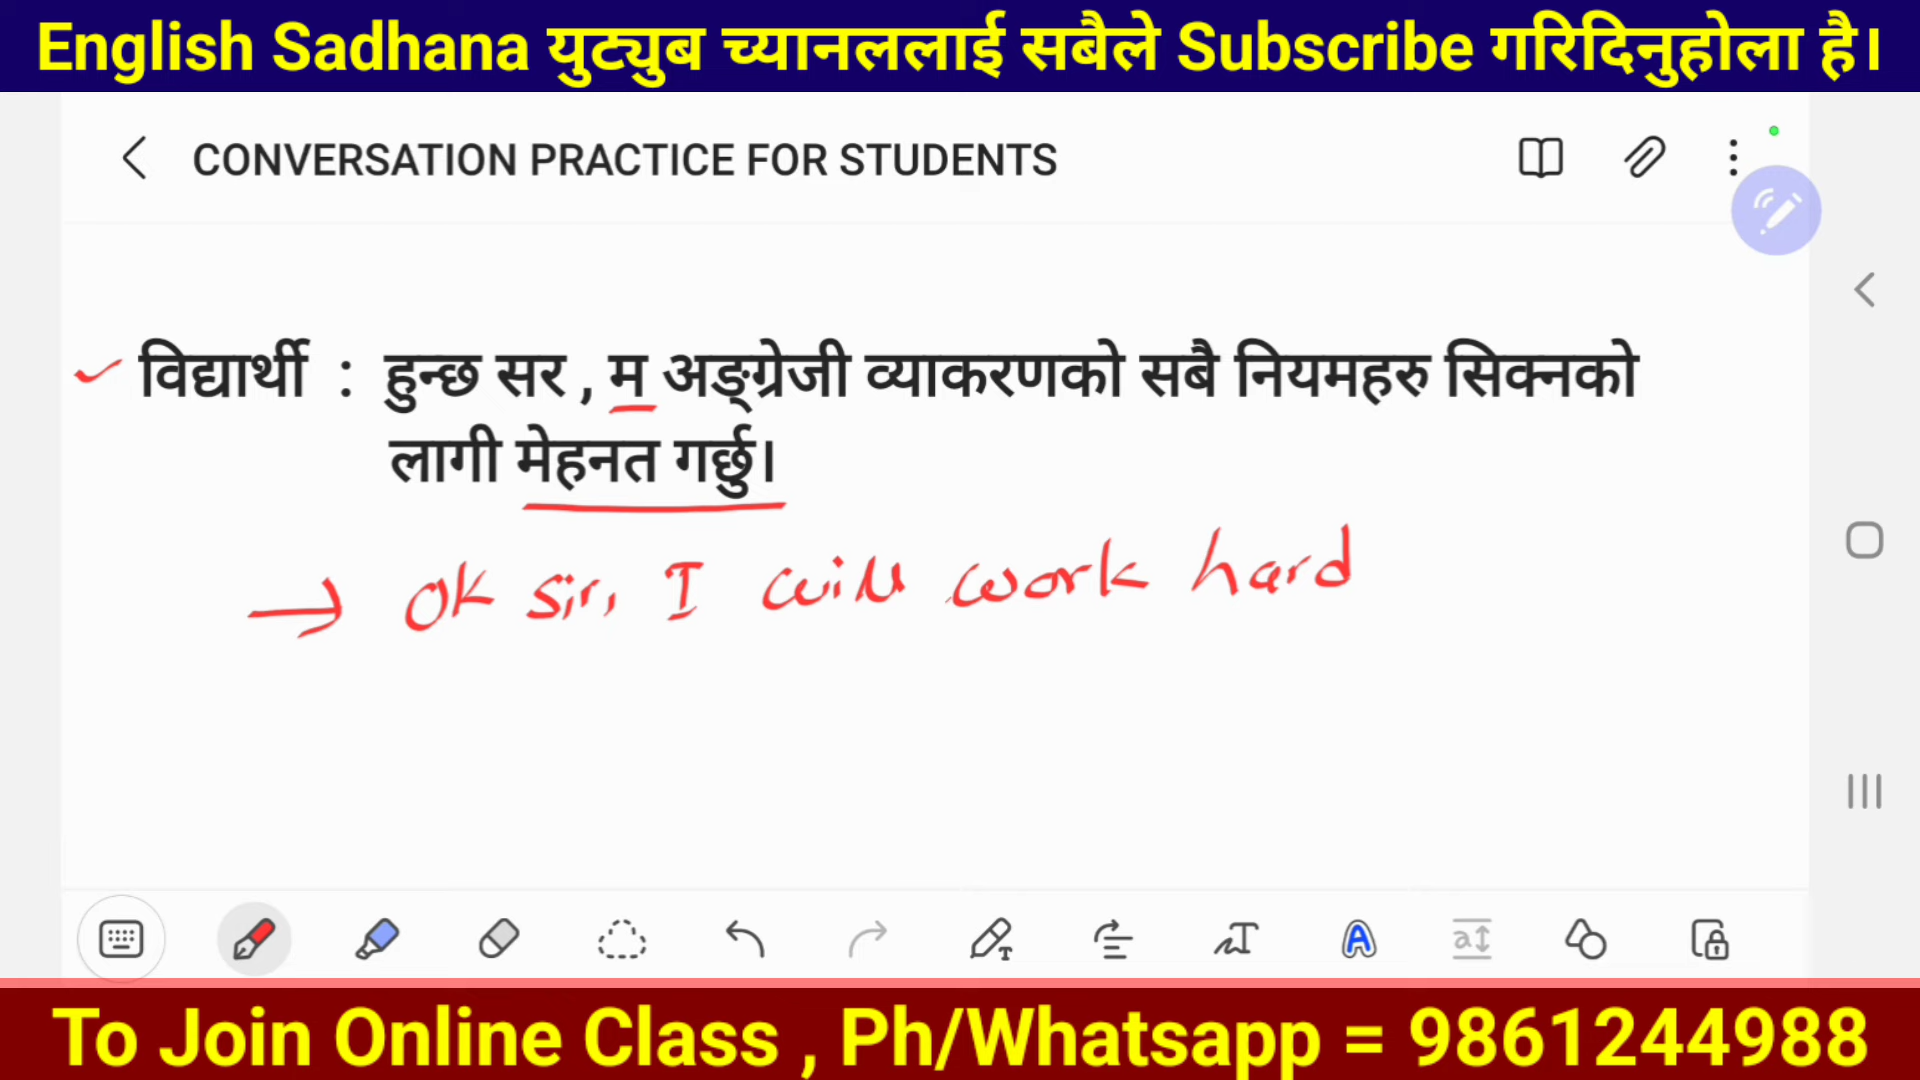 English Sadhana युट्युब च्यानललाई सबैले Subscribe गरिदिनुहोला है।
CONVERSATION PRACTICE FOR STUDENTS
विद्यार्थी : हुन्छ सर , म अङ्ग्रेजी व्याकरणको सबै नियमहरु सिक्नको
लागी मेहनत गर्छु।
→ OK sir, I will work hard
To Join Online Class , Ph/Whatsapp = 9861244988